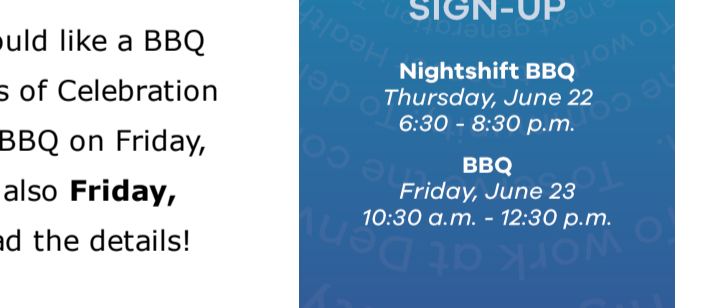 ould like a BBQ
s of Celebration
BBQ on Friday,
also Friday,
ad the details!
SIGN-UP
Nightshift BBQ
Thursday, June 22
6:30 - 8:30 p.m.
BBQ
Friday, June 23
10:30 a.m. - 12:30 p.m.